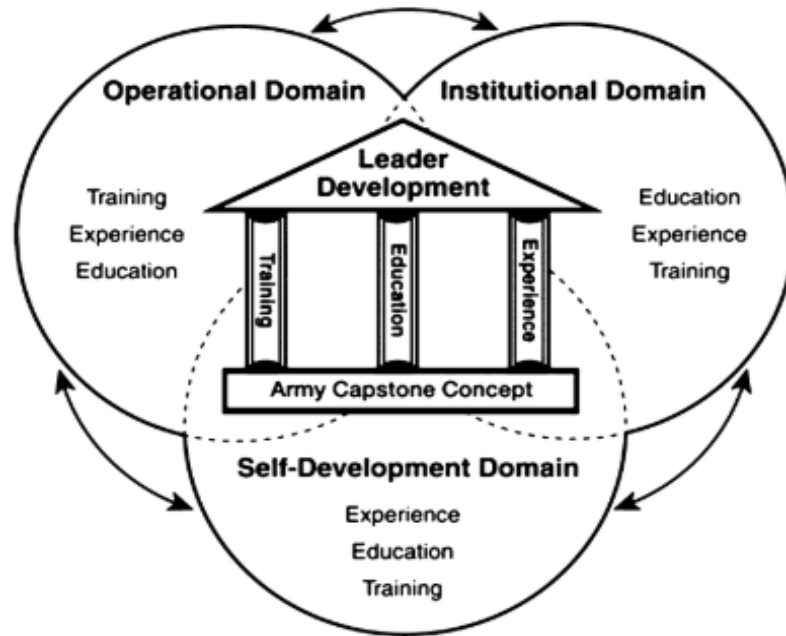 Operational Domain
Institutional Domain
Leader
Development
Training
Experience
Education
Education
Experience
Training
Training
Education
Experience
Army Capstone Concept
Self-Development Domain
Experience
Education
Training